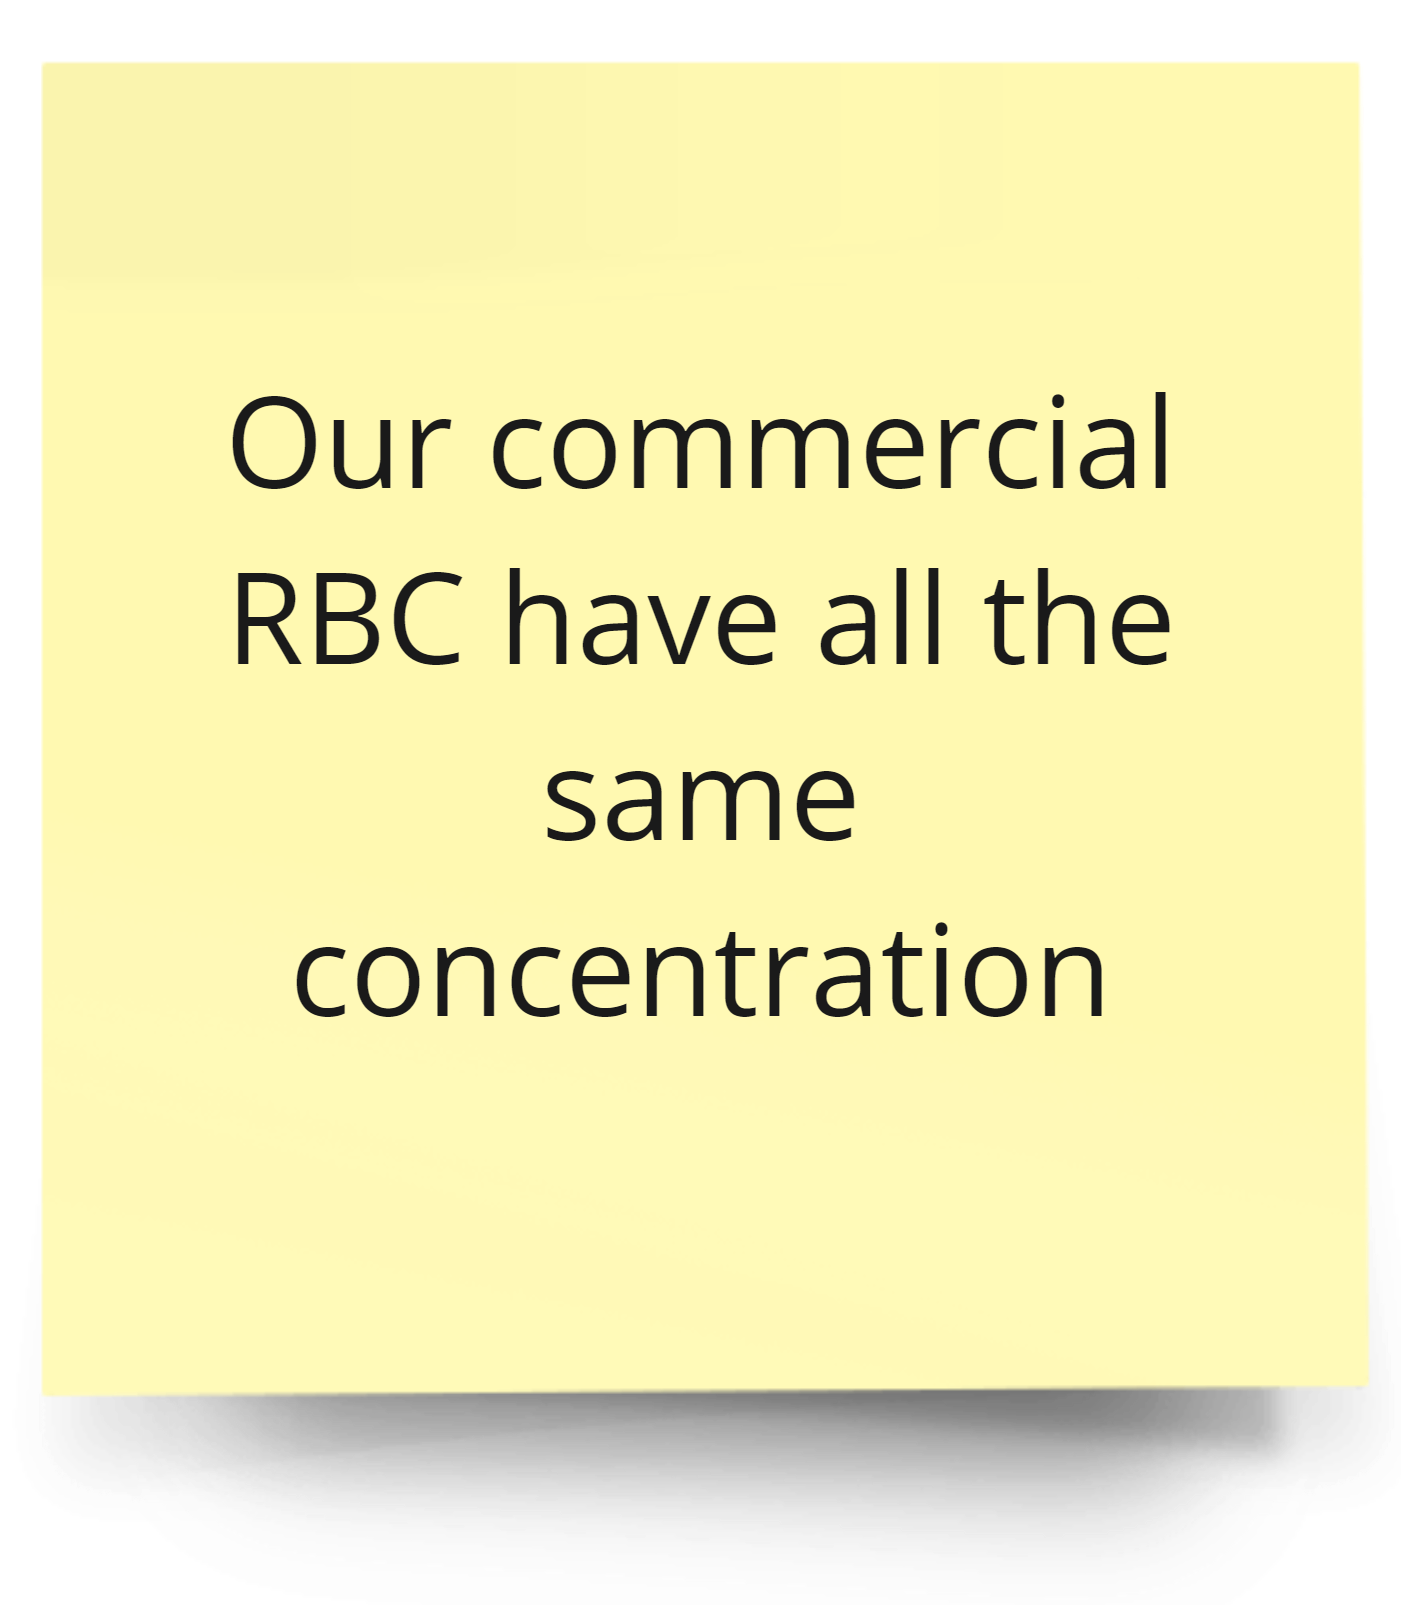 Our commercial
RBC have all the
same
concentration